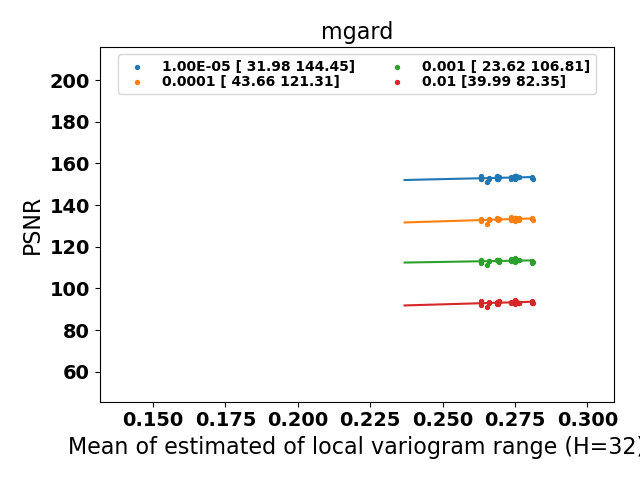 mgard
1.00E-05 [ 31.98 144.45]
0.0001 [ 43.66 121.31]
0.001 [ 23.62 106.81]
0.01 [39.99 82.35]
PSNR
200
180
160
140
120
100
80
60
0.150 0.175 0.200 0.225 0.250 0.275 0.300
Mean of estimated of local variogram range (H=32)